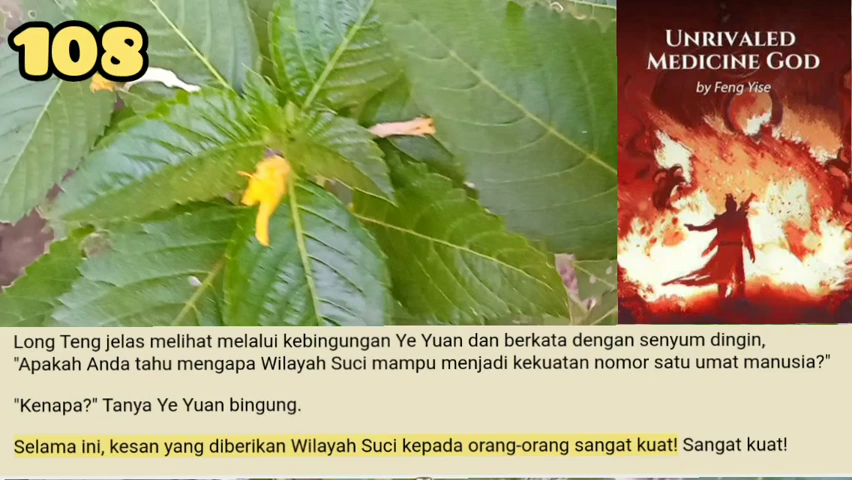 108
UNRIVALED
MEDICINE GOD
by Feng Yise
Long Teng jelas melihat melalui kebingungan Ye Yuan dan berkata dengan senyum dingin,
"Apakah Anda tahu mengapa Wilayah Suci mampu menjadi kekuatan nomor satu umat manusia?"
"Kenapa?" Tanya Ye Yuan bingung.
Selama ini, kesan yang diberikan Wilayah Suci kepada orang-orang sangat kuat! Sangat kuat!